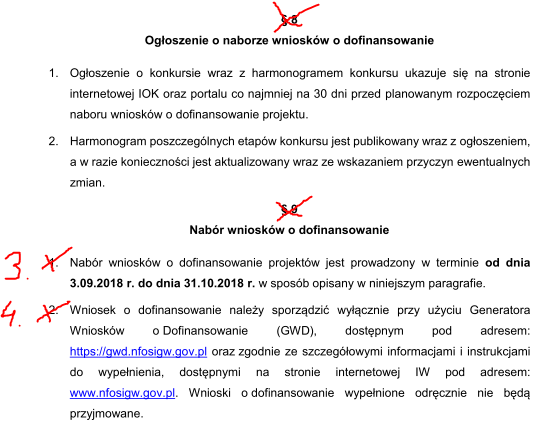 § 8
Ogłoszenie o naborze wniosków o dofinansowanie
1. Ogłoszenie o konkursie wraz z harmonogramem konkursu ukazuje się na stronie
internetowej IOK oraz portalu co najmniej na 30 dni przed planowanym rozpoczęciem
naboru wniosków o dofinansowanie projektu.
2. Harmonogram poszczególnych etapów konkursu jest publikowany wraz z ogłoszeniem,
a w razie konieczności jest aktualizowany wraz ze wskazaniem przyczyn ewentualnych
zmian.
§ 9
Nabór wniosków o dofinansowanie
3. 1. Nabór wniosków o dofinansowanie projektów jest prowadzony w terminie od dnia
3.09.2018 r. do dnia 31.10.2018 r. w sposób opisany w niniejszym paragrafie.
4. 2. Wniosek o dofinansowanie należy sporządzić wyłącznie przy użyciu Generatora
Wniosków o Dofinansowanie (GWD), dostępnym pod adresem:
https://gwd.nfosigw.gov.pl oraz zgodnie ze szczegółowymi informacjami i instrukcjami
do wypełnienia, dostępnymi na stronie internetowej IW pod adresem:
www.nfosigw.gov.pl. Wnioski o dofinansowanie wypełnione odręcznie nie będą
przyjmowane.